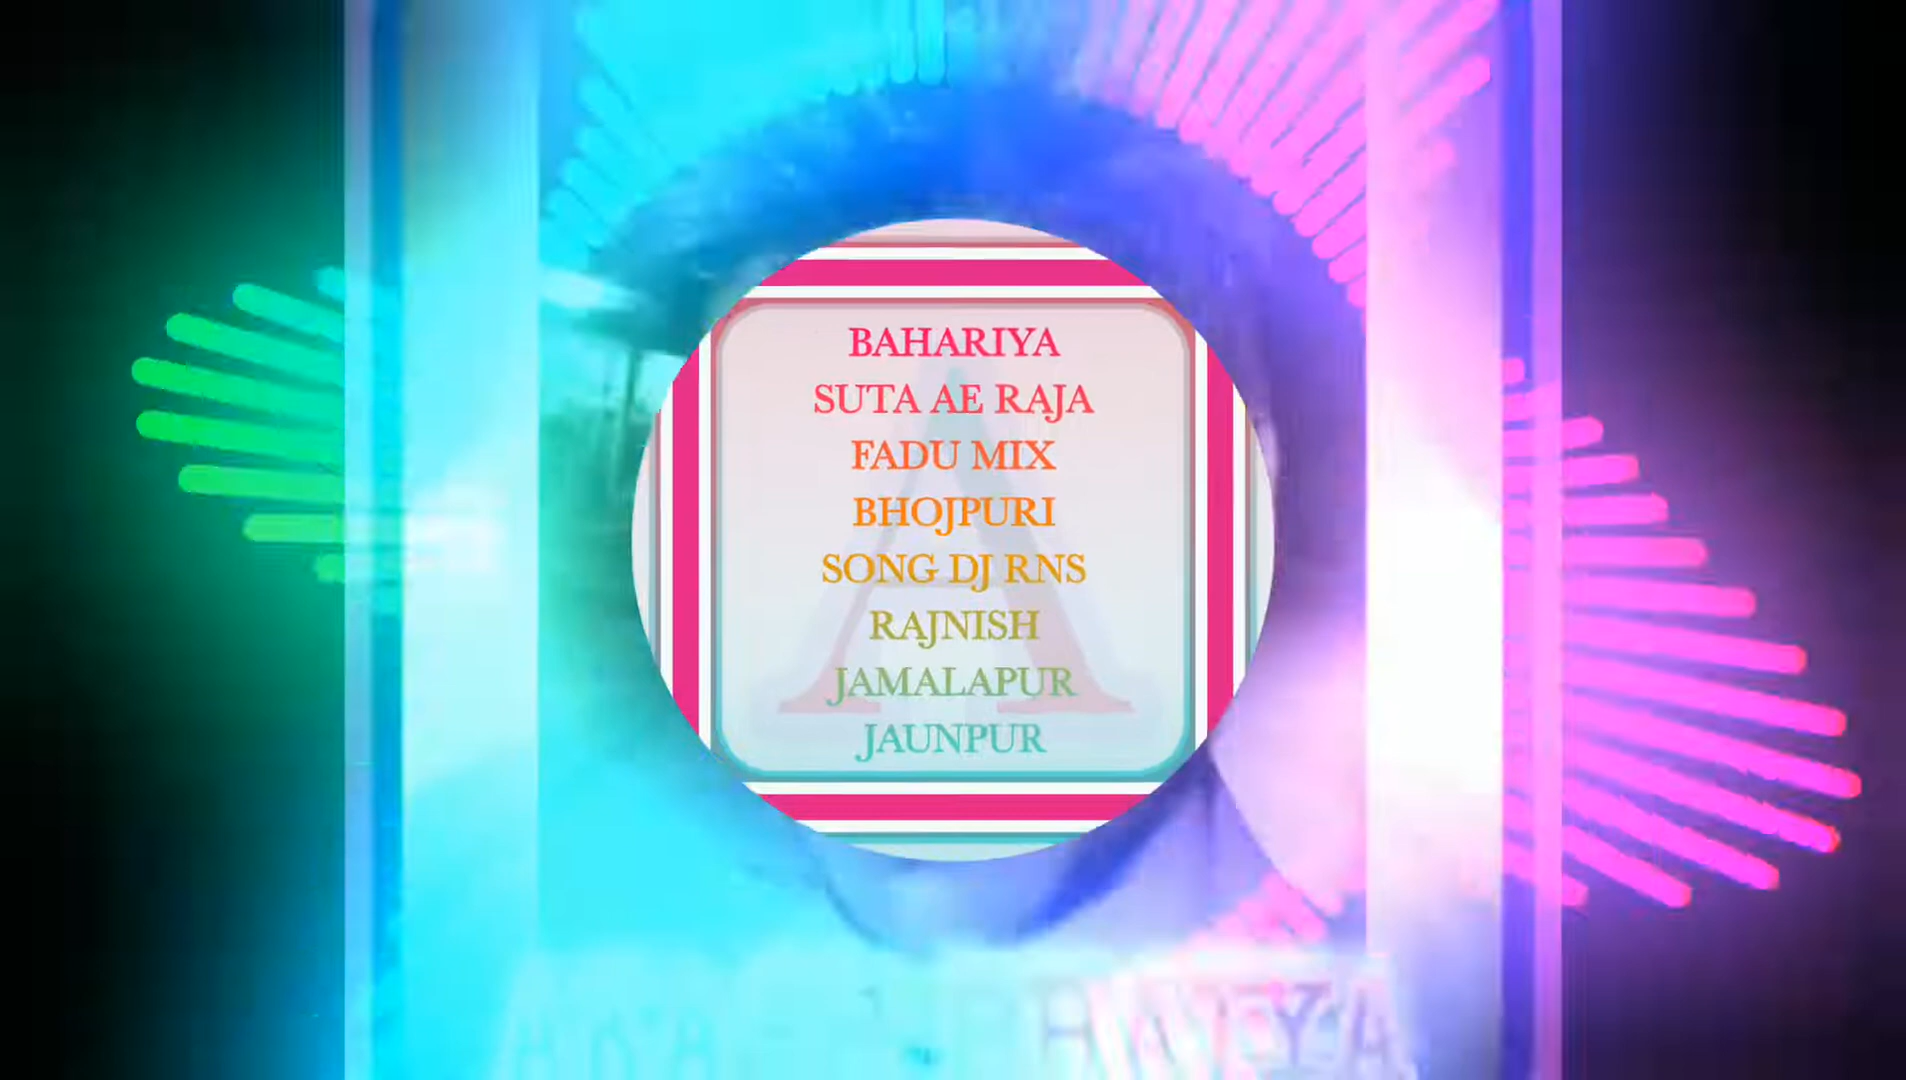 BAHARIYA
SUTA AE RAJA
FADU MIX
BHOJPURI
SONG DJ RNS
RAJNISH
JAMALAPUR
JAUNPUR
A